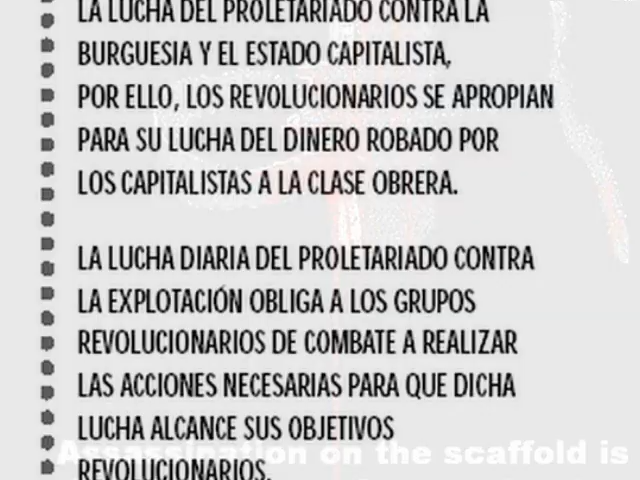 LA LUCHA DEL PROLETARIADO CONTRA LA
BURGUESIA Y EL ESTADO CAPITALISTA,
POR ELLO, LOS REVOLUCIONARIOS SE APROPIAN
PARA SU LUCHA DEL DINERO ROBADO POR
LOS CAPITALISTAS A LA CLASE OBRERA.
LA LUCHA DIARIA DEL PROLETARIADO CONTRA
LA EXPLOTACIÓN OBLIGA A LOS GRUPOS
REVOLUCIONARIOS DE COMBATE A REALIZAR
LAS ACCIONES NECESARIAS PARA QUE DICHA
LUCHA ALCANCE SUS OBJETIVOS
Assassination on the scaffold is
REVOLUCIONARIOS.